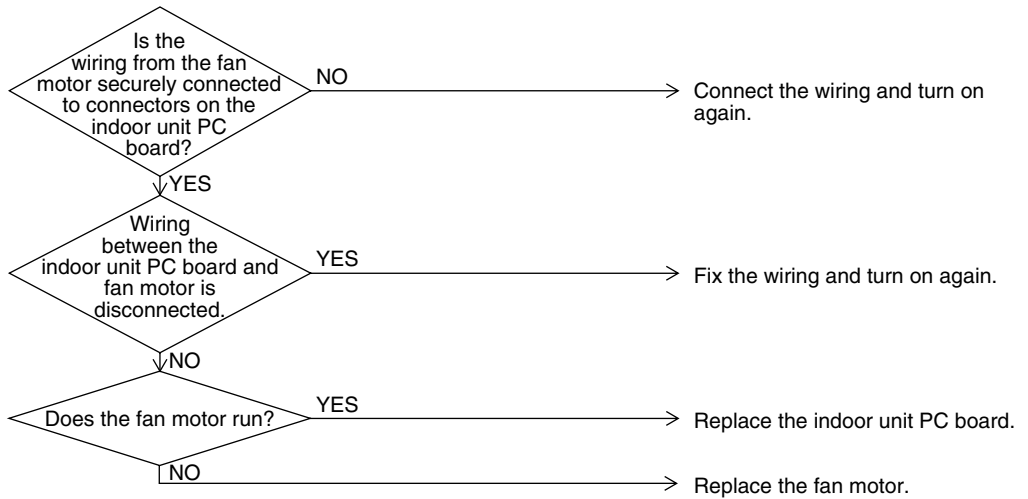 Is the
wiring from the fan
motor securely connected
to connectors on the
indoor unit PC
board?
NO
Connect the wiring and turn on
again.
YES
Wiring
between the
indoor unit PC board and
fan motor is
disconnected.
YES
Fix the wiring and turn on again.
NO
Does the fan motor run?
YES
Replace the indoor unit PC board.
NO
Replace the fan motor.